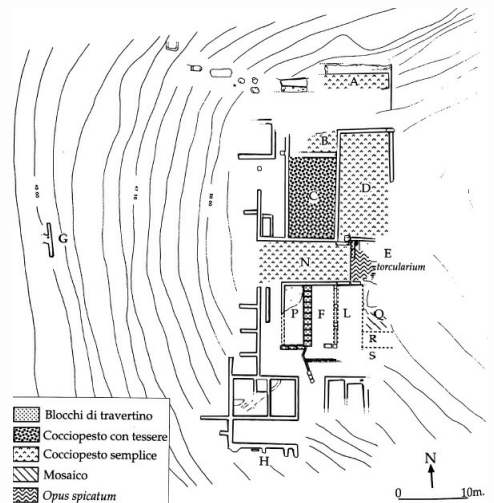 A
B
C
D
G
E
torcularium
N
P
F
L
Q
R
S
H
Blocchi di travertino
Cocciopesto con tessere
Cocciopesto semplice
Mosaico
Opus spicatum
N
0 10m.